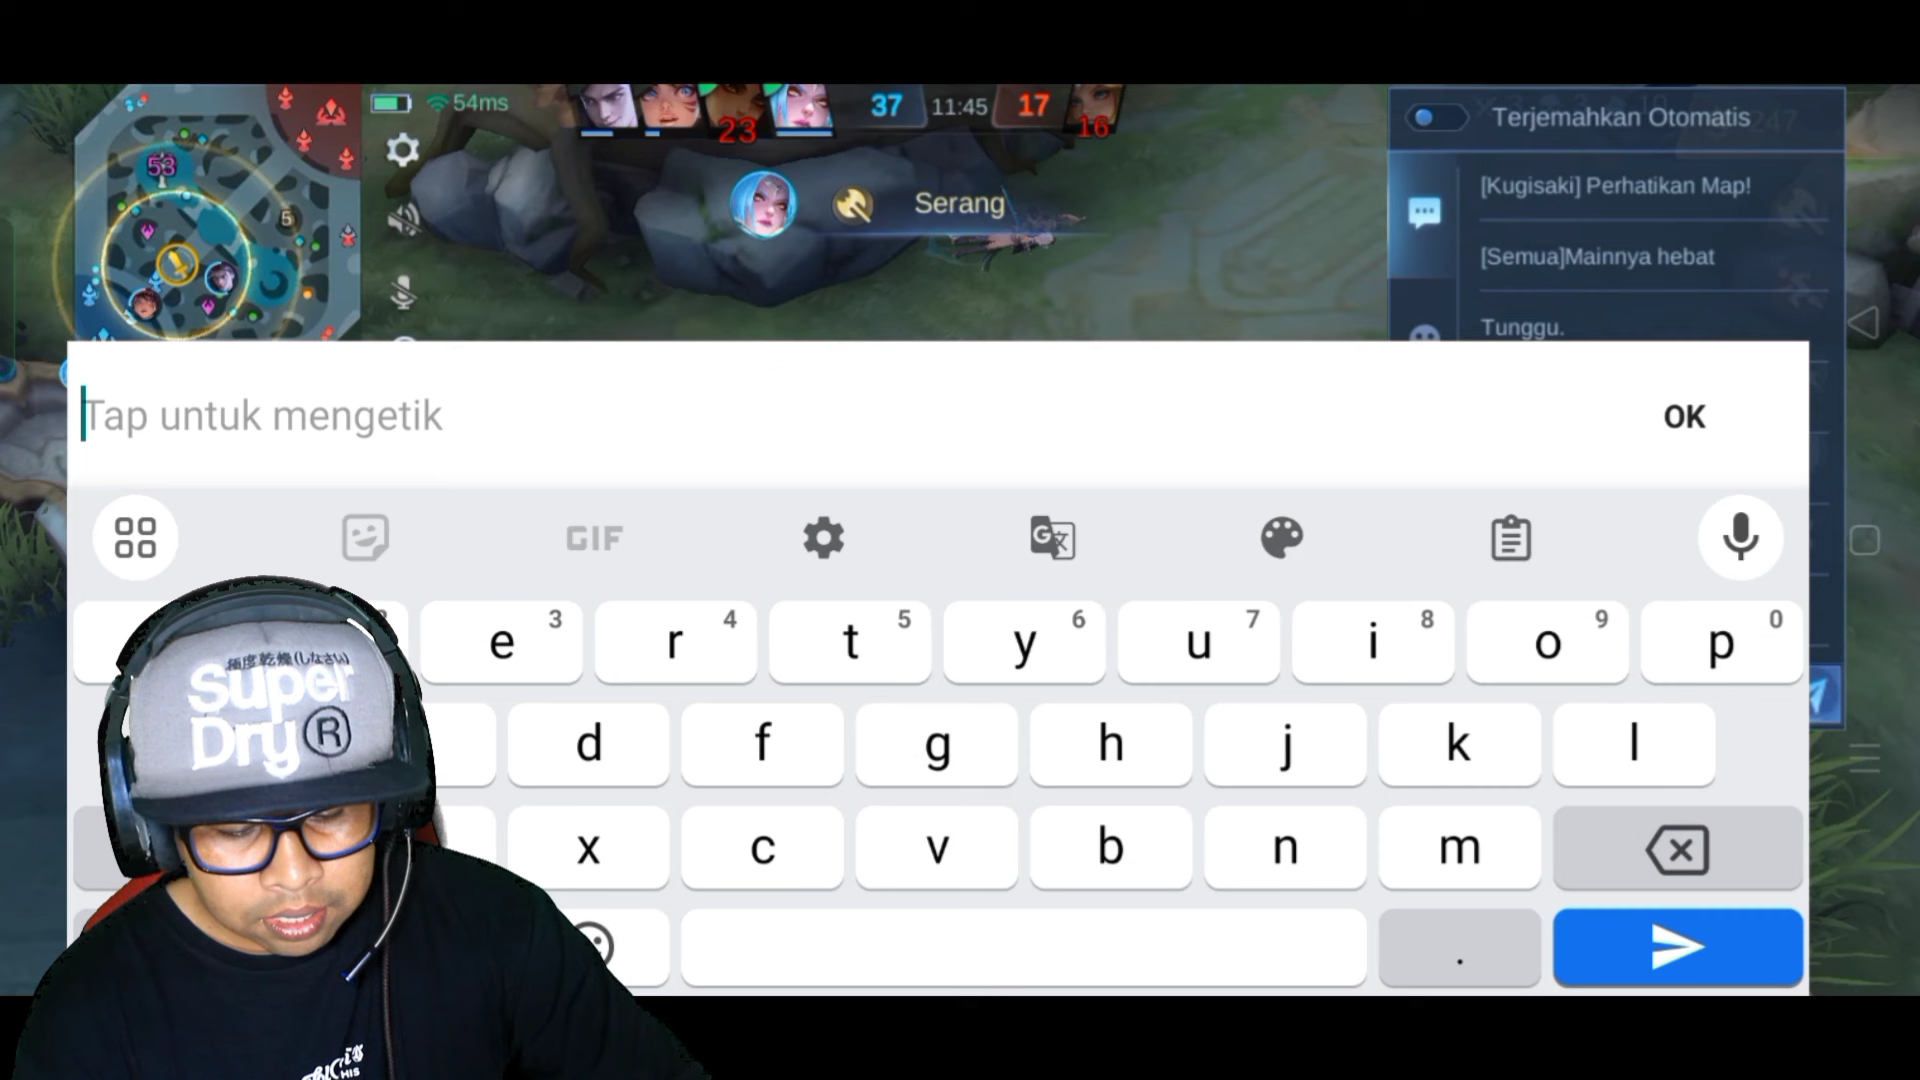 54ms
37 11:45 17
23
16
53
5
Serang
Terjemahkan Otomatis
[Kugisaki] Perhatikan Map!
[Semua]Mainnya hebat
Tunggu.
Tap untuk mengetik
OK
GIF
e 3 r 4 t 5 y 6 u 7 i 8 o 9 p 0
d f g h j k l
x c v b n m
.
極度乾燥(しなさい)
Super
Dry®